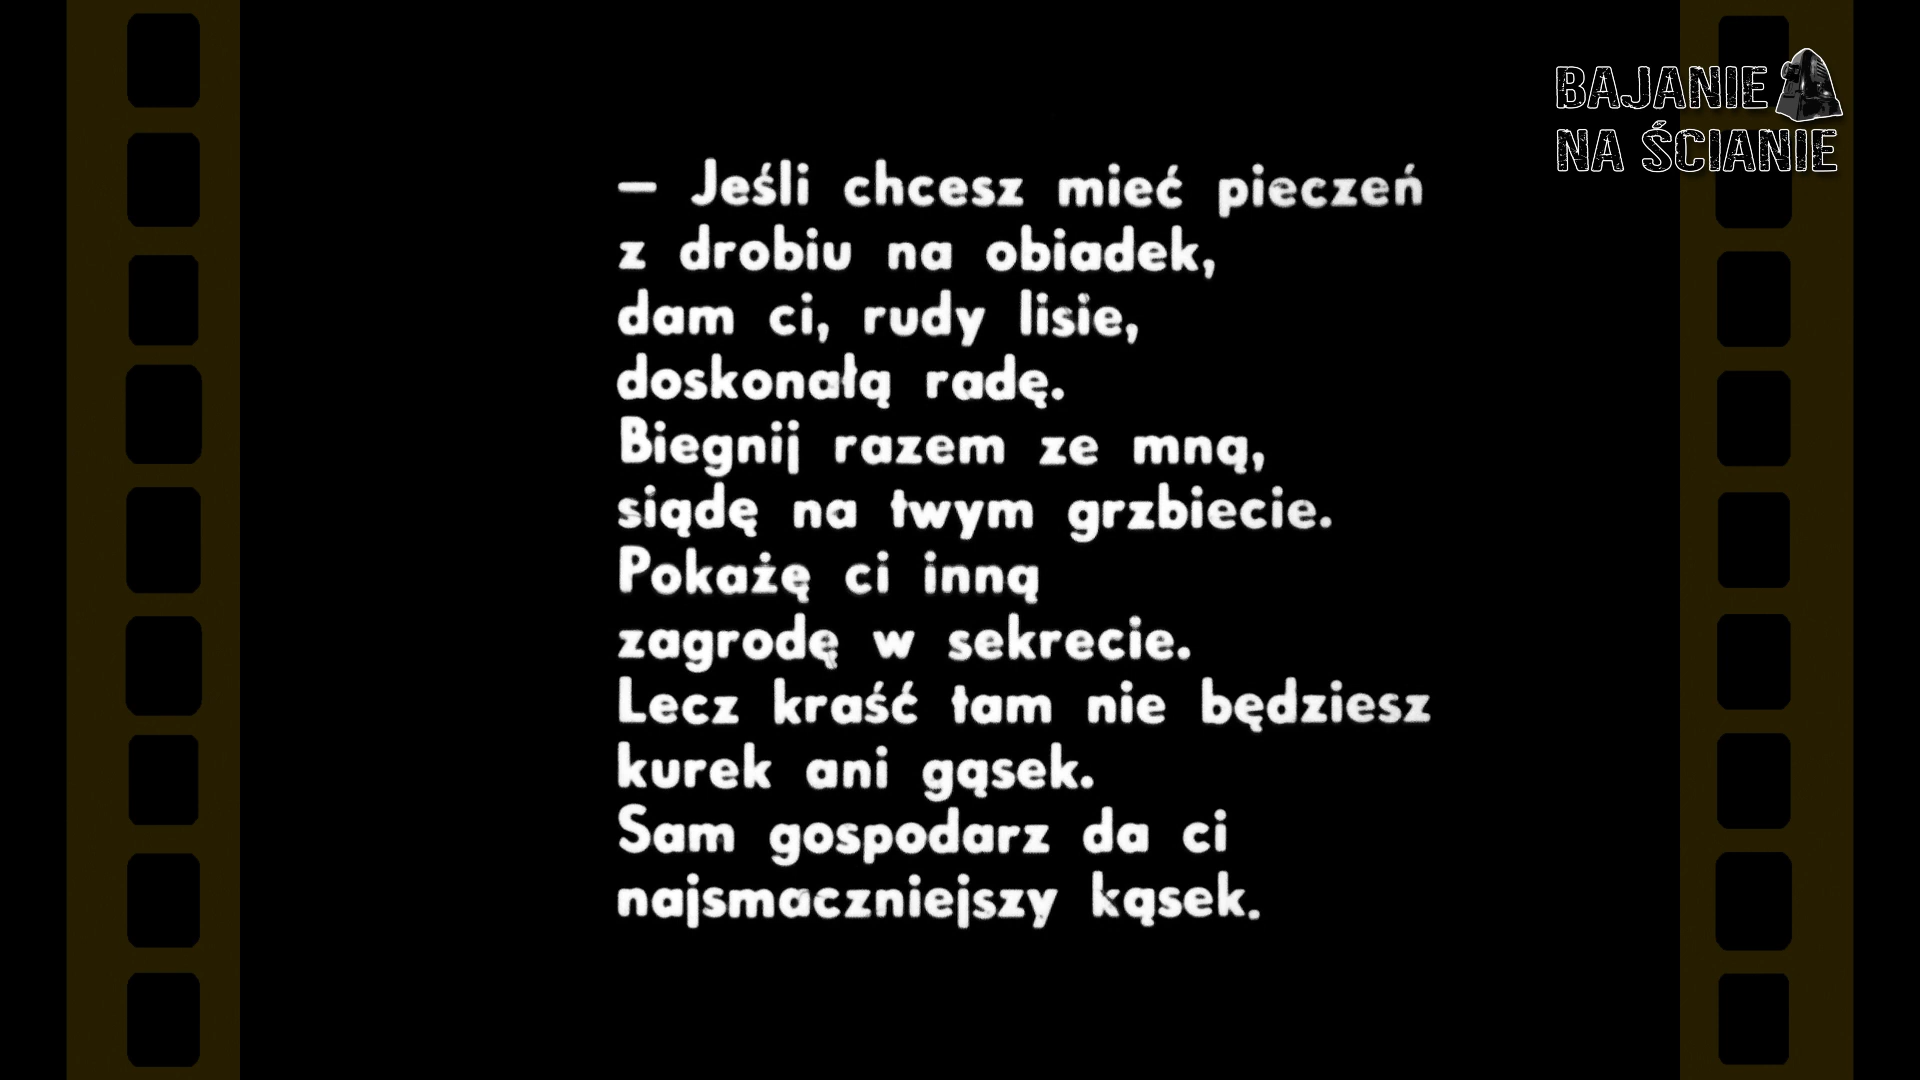 BAJANIE
NA ŚCIANIE
– Jeśli chcesz mieć pieczeń
z drobiu na obiadek,
dam ci, rudy lisie,
doskonałą radę.
Biegnij razem ze mną,
siądę na twym grzbiecie.
Pokażę ci inną
zagrodę w sekrecie.
Lecz kraść tam nie będziesz
kurek ani gąsek.
Sam gospodarz da ci
najsmaczniejszy kąsek.